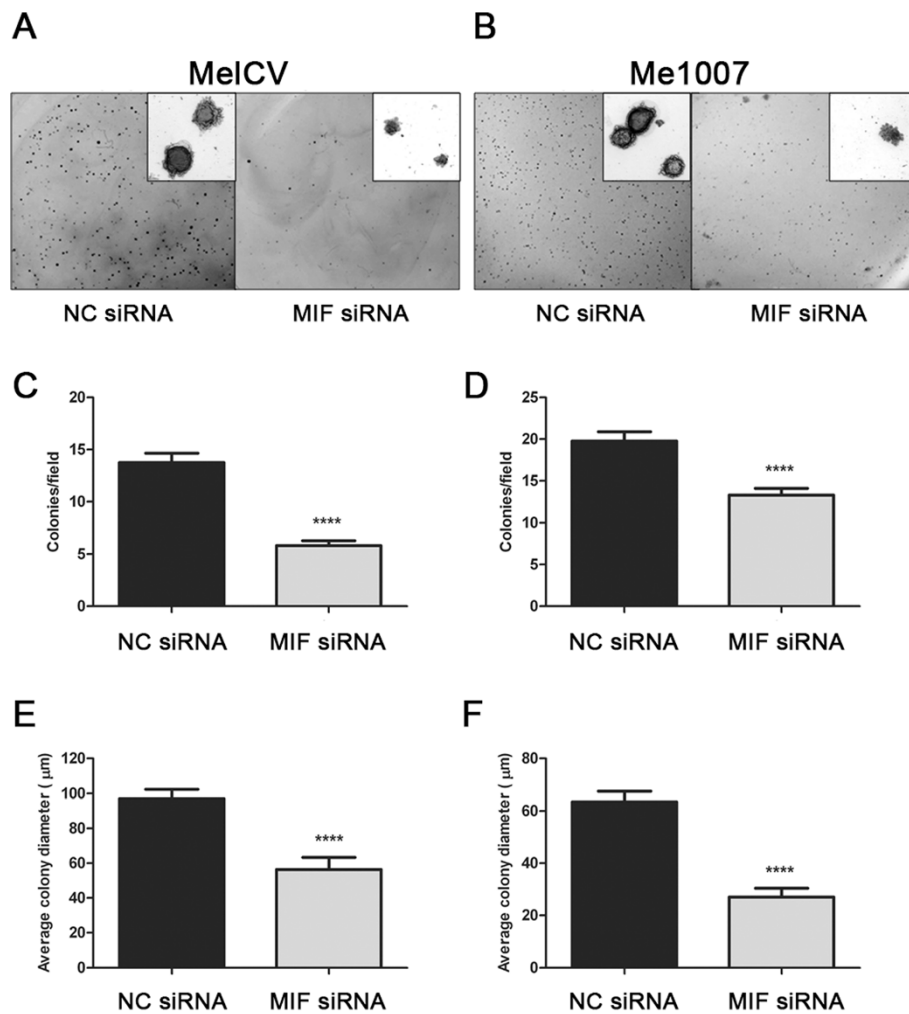 A
B
MelCV
Me1007
NC siRNA
MIF siRNA
NC siRNA
MIF siRNA
C
D
20
15
10
5
0
Colonies/field
****
NC siRNA
MIF siRNA
25
20
15
10
5
0
Colonies/field
****
NC siRNA
MIF siRNA
E
F
120
100
80
60
40
20
0
Average colony diameter ( μm)
****
NC siRNA
MIF siRNA
80
60
40
20
0
Average colony diameter ( μm)
****
NC siRNA
MIF siRNA